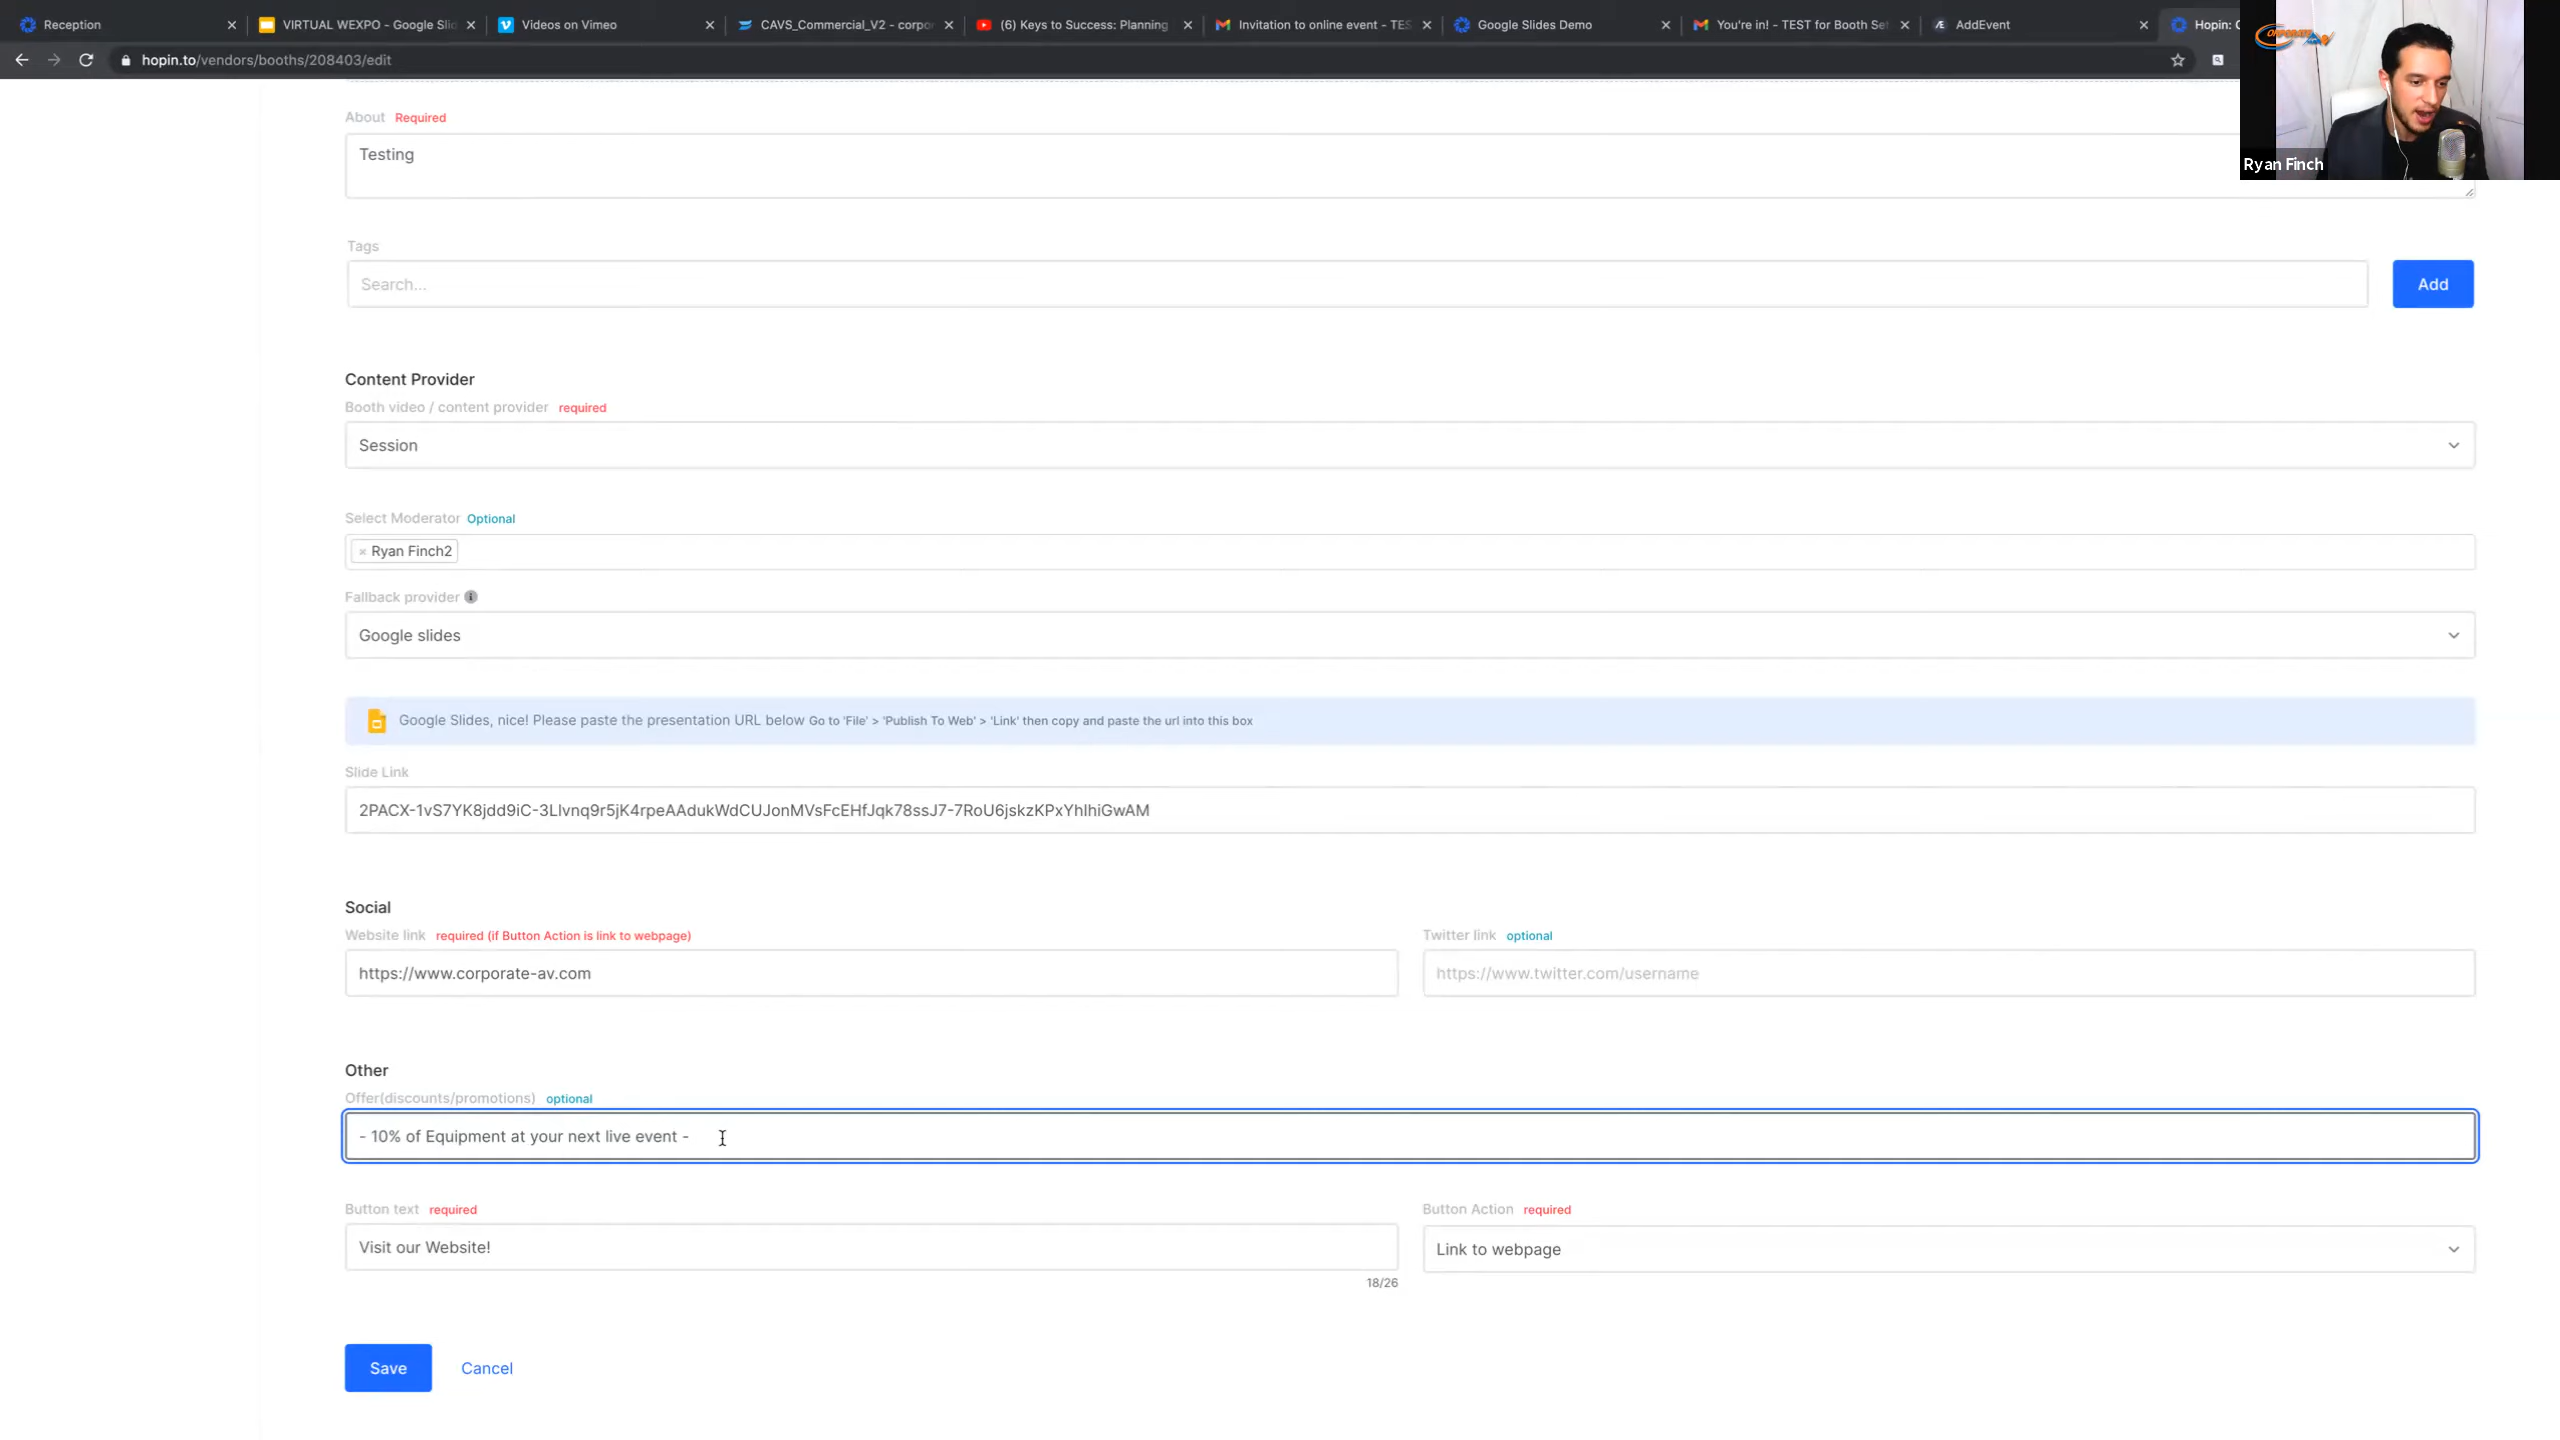 Reception
VIRTUAL WEXPO - Google Slid
Videos on Vimeo
CAVS_Commercial_V2 - corpor
(6) Keys to Success: Planning
Invitation to online event - TES
Google Slides Demo
You're in! - TEST for Booth Set
AddEvent
Hopin: C
hopin.to/vendors/booths/208403/edit
CORPORATE AV
Ryan Finch
About Required
Testing
Tags
Search...
Add
Content Provider
Booth video / content provider required
Session
Select Moderator Optional
× Ryan Finch2
Fallback provider
Google slides
Google Slides, nice! Please paste the presentation URL below Go to 'File' > 'Publish To Web' > 'Link' then copy and paste the url into this box
Slide Link
2PACX-1vS7YK8jdd9iC-3LIvnq9r5jK4rpeAAdukWdCUJonMVsFcEHfJqk78ssJ7-7RoU6jskzKPxYhIhiGwAM
Social
Website link required (if Button Action is link to webpage)
Twitter link optional
https://www.corporate-av.com
https://www.twitter.com/username
Other
Offer(discounts/promotions) optional
- 10% of Equipment at your next live event -
Button text required
Button Action required
Visit our Website!
Link to webpage
18/26
Save
Cancel